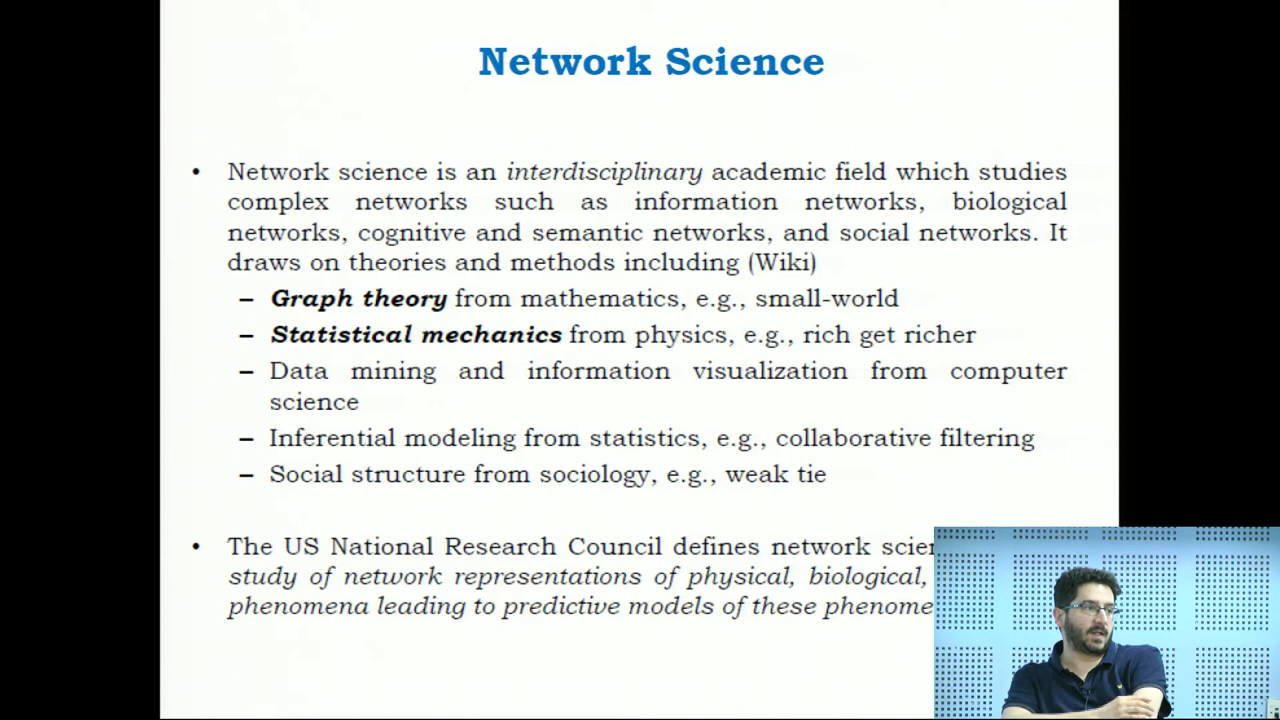 Network Science
• Network science is an interdisciplinary academic field which studies
complex networks such as information networks, biological
networks, cognitive and semantic networks, and social networks. It
draws on theories and methods including (Wiki)
– Graph theory from mathematics, e.g., small-world
– Statistical mechanics from physics, e.g., rich get richer
– Data mining and information visualization from computer
science
– Inferential modeling from statistics, e.g., collaborative filtering
– Social structure from sociology, e.g., weak tie
• The US National Research Council defines network scien
study of network representations of physical, biological,
phenomena leading to predictive models of these phenome